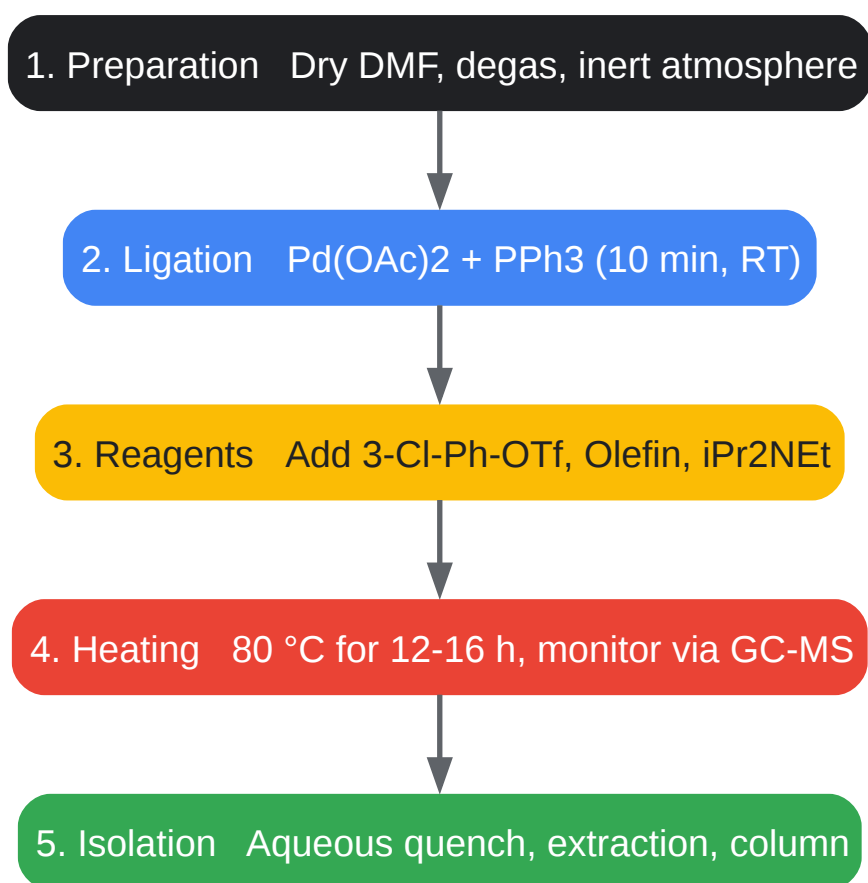 1. Preparation Dry DMF, degas, inert atmosphere
2. Ligation Pd(OAc)2 + PPh3 (10 min, RT)
3. Reagents Add 3-Cl-Ph-OTf, Olefin, iPr2NEt
4. Heating 80 °C for 12-16 h, monitor via GC-MS
5. Isolation Aqueous quench, extraction, column